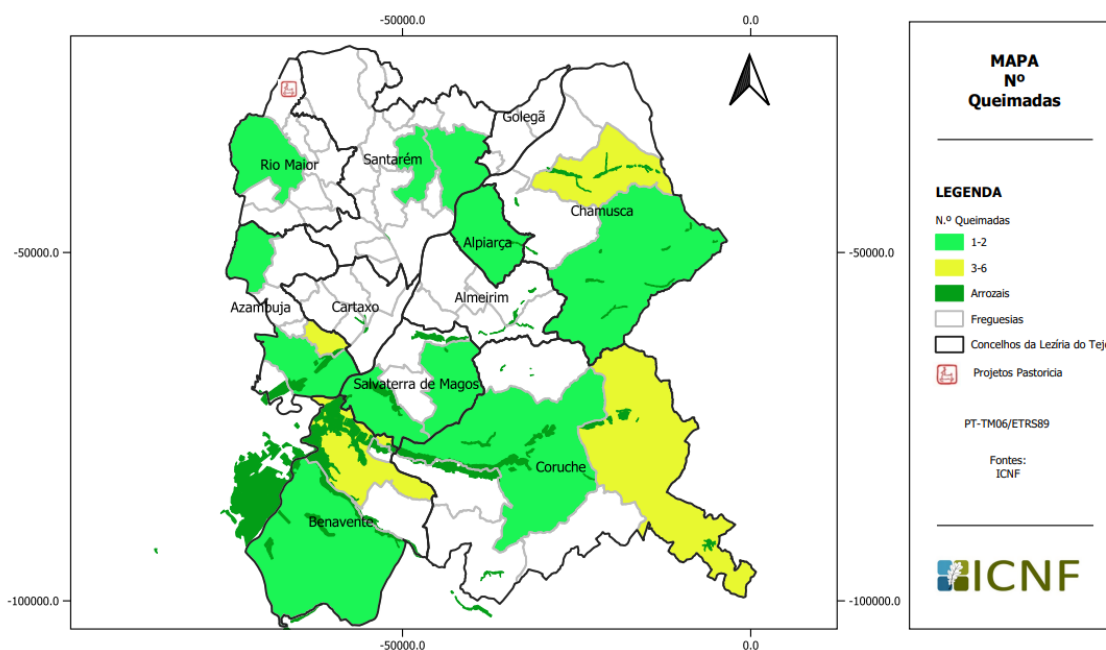 -50000.0
0.0
Golegã
Rio Maior
Santarém
Chamusca
-50000.0
Alpiarça
-50000.0
Azambuja
Cartaxo
Almeirim
Salvaterra de Magos
Coruche
Benavente
-100000.0
-100000.0
-50000.0
0.0
MAPA
Nº
Queimadas
LEGENDA
N.º Queimadas
1-2
3-6
Arrozais
Freguesias
Concelhos da Lezíria do Tejo
Projetos Pastoricia
PT-TM06/ETRS89
Fontes:
ICNF
ICNF